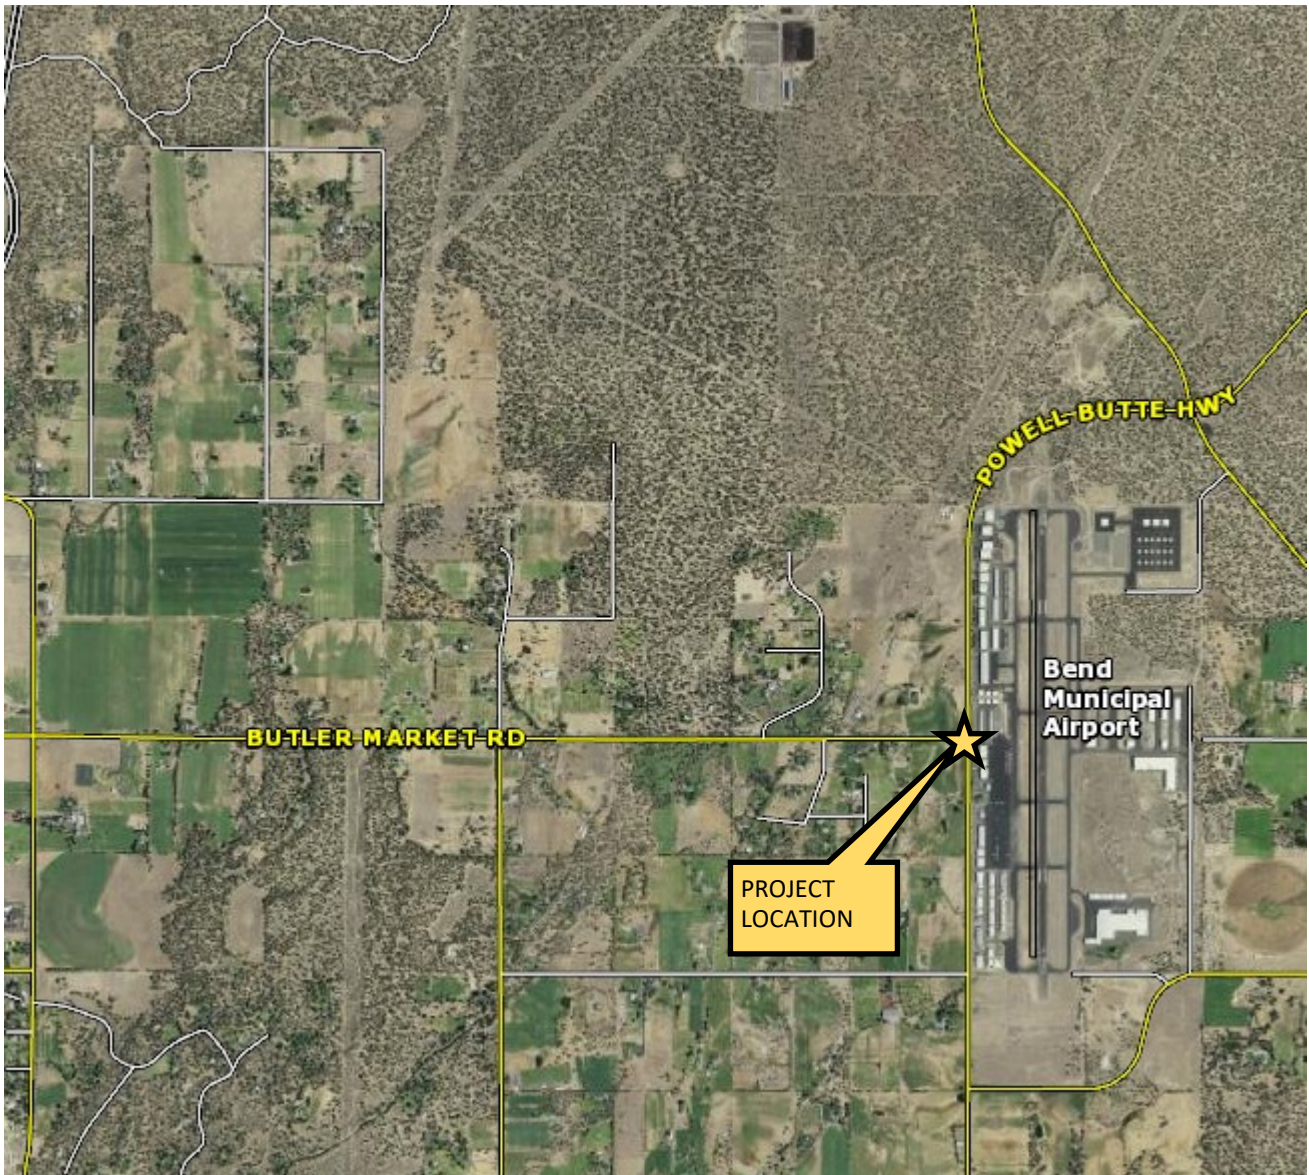 POWELL BUTTE HWY
Bend
Municipal
Airport
BUTLER MARKET RD
PROJECT
LOCATION